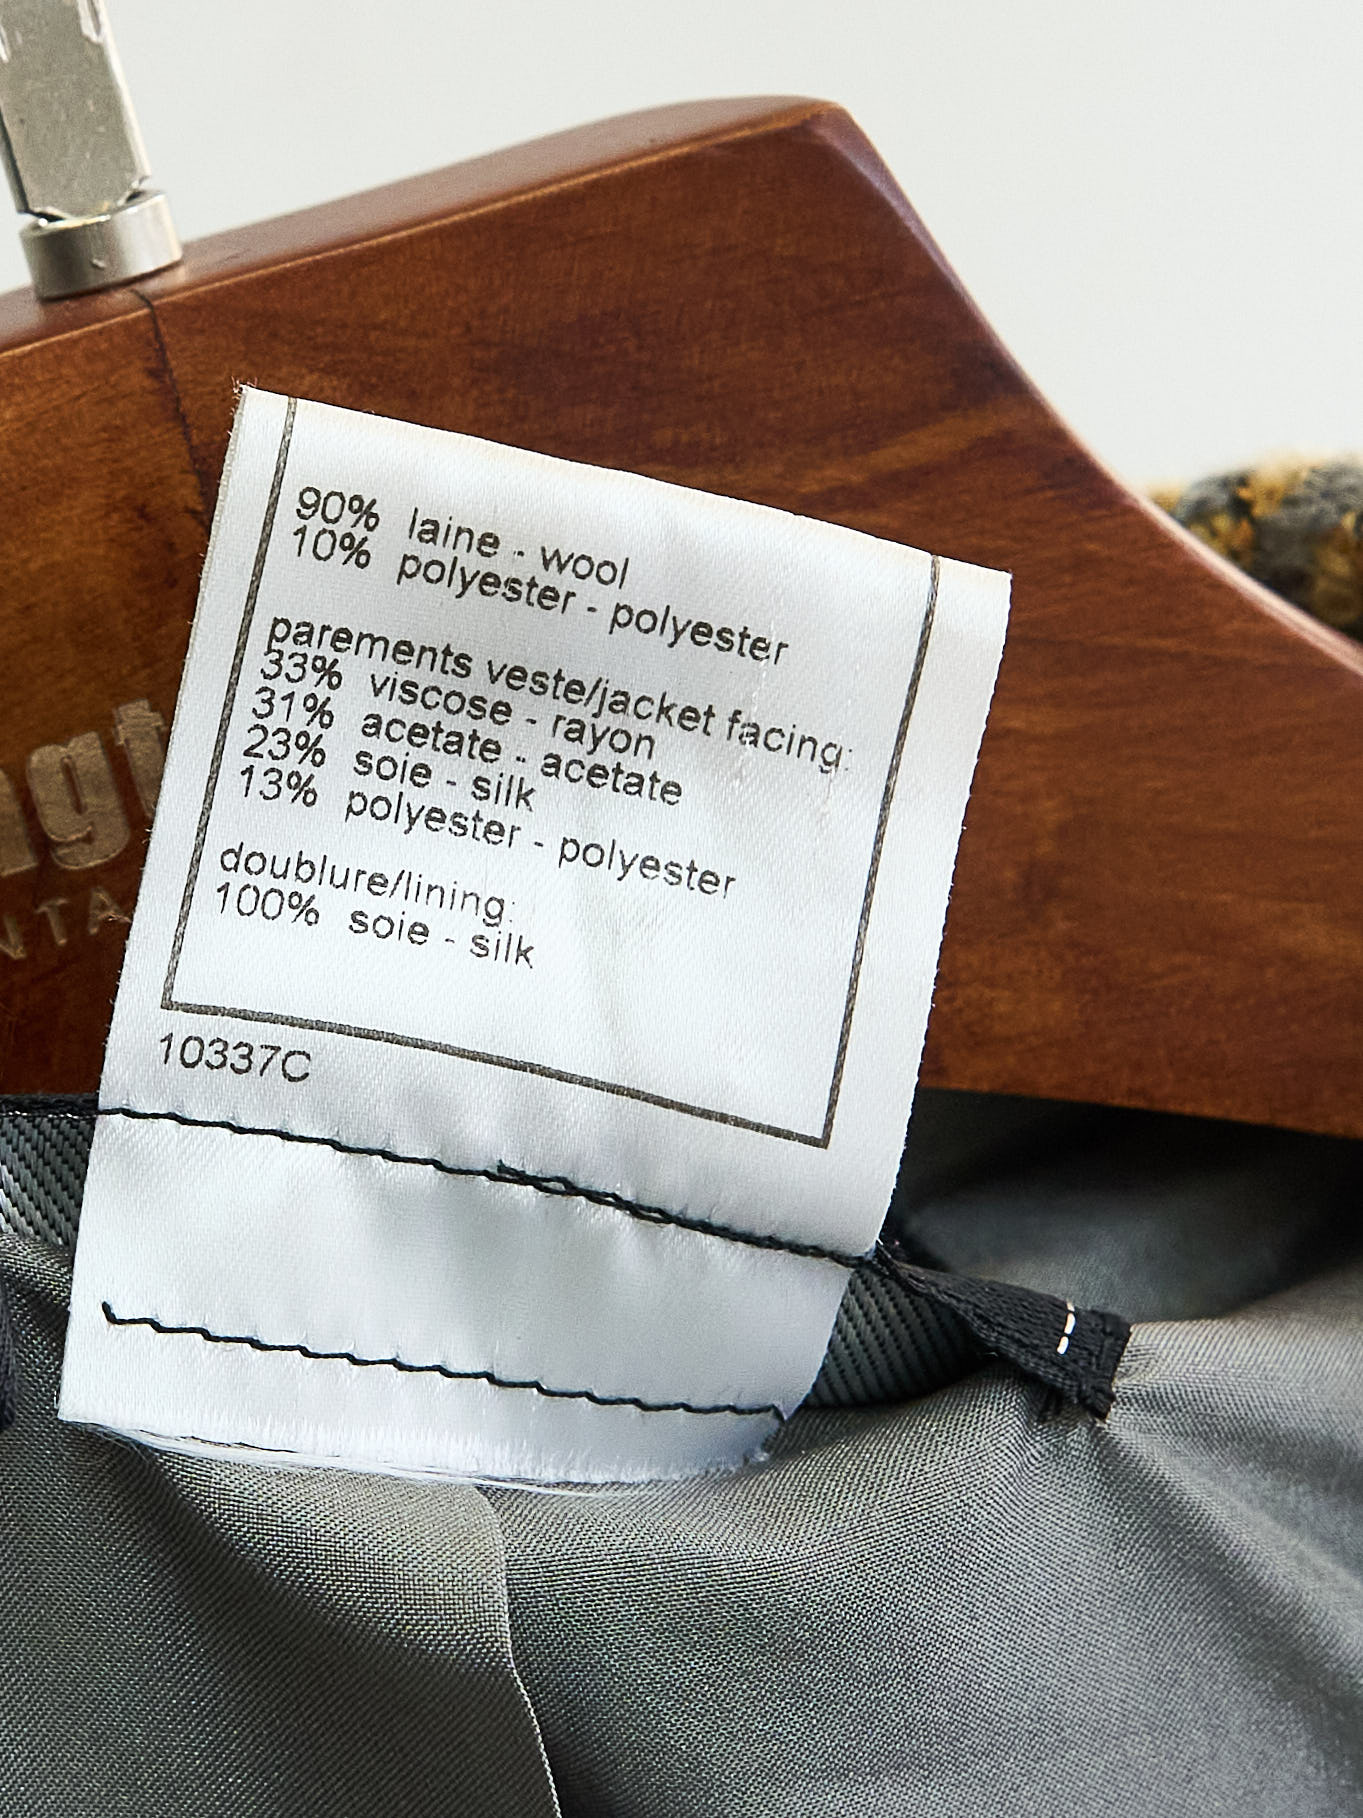 90% laine - wool
10% polyester - polyester
parements veste/jacket facing:
33% viscose - rayon
31% acetate - acetate
23% soie - silk
13% polyester - polyester
doublure/lining:
100% soie - silk
10337C